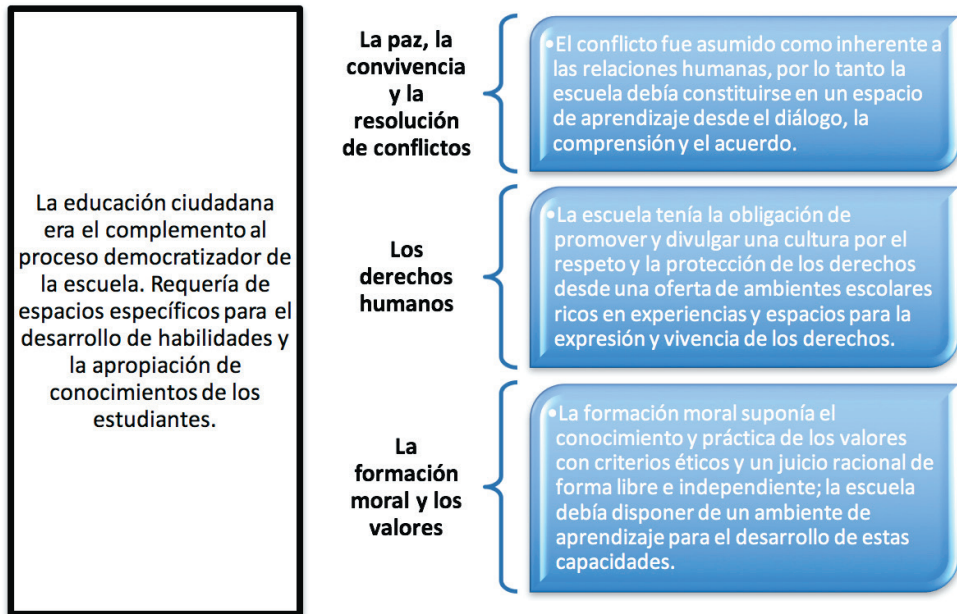 La educación ciudadana
era el complemento al
proceso democratizador de
la escuela. Requería de
espacios específicos para el
desarrollo de habilidades y
la apropiación de
conocimientos de los
estudiantes.
La paz, la
convivencia
y la
resolución
de conflictos
•El conflicto fue asumido como inherente a
las relaciones humanas, por lo tanto la
escuela debía constituirse en un espacio
de aprendizaje desde el diálogo, la
comprensión y el acuerdo.
Los
derechos
humanos
•La escuela tenía la obligación de
promover y divulgar una cultura por el
respeto y la protección de los derechos
desde una oferta de ambientes escolares
ricos en experiencias y espacios para la
expresión y vivencia de los derechos.
La
formación
moral y los
valores
•La formación moral suponía el
conocimiento y práctica de los valores
con criterios éticos y un juicio racional de
forma libre e independiente; la escuela
debía disponer de un ambiente de
aprendizaje para el desarrollo de estas
capacidades.